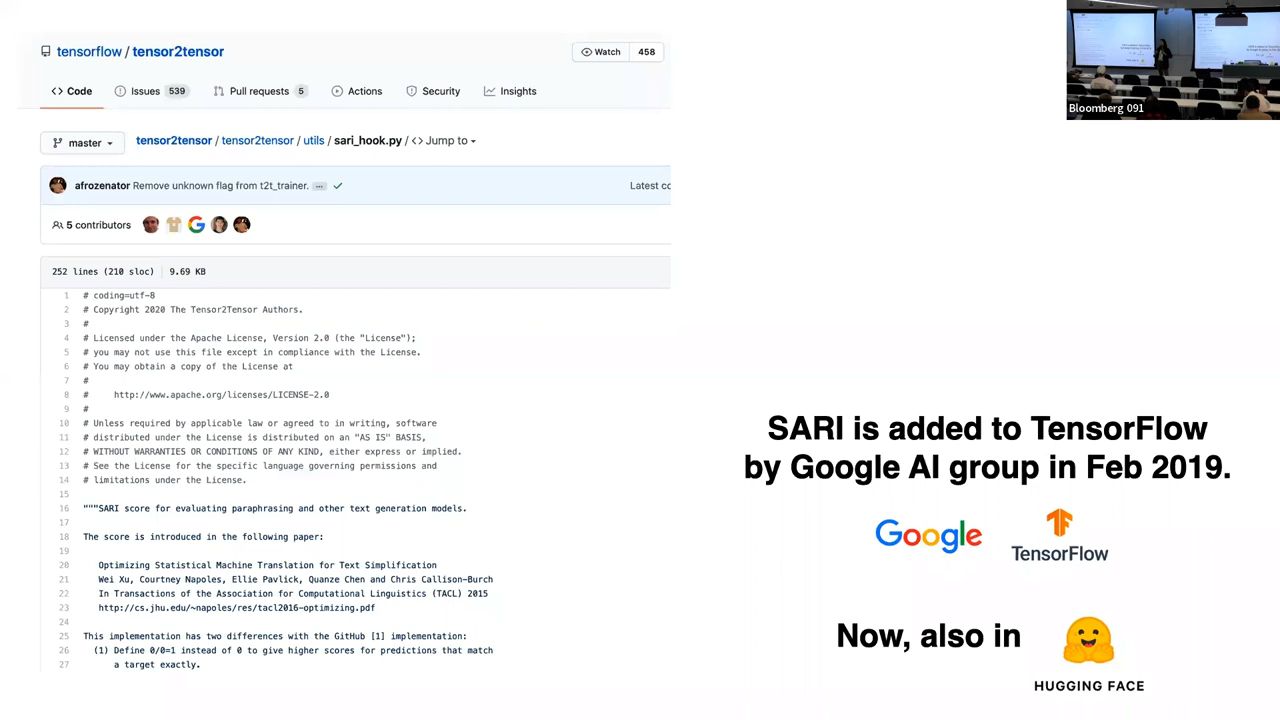 tensorflow / tensor2tensor
Watch 458
Code Issues 539 Pull requests 5 Actions Security Insights
master tensor2tensor / tensor2tensor / utils / sari_hook.py / <> Jump to
afrozenator Remove unknown flag from t2t_trainer. ... Latest co
5 contributors
252 lines (210 sloc) 9.69 KB
1 # coding=utf-8
2 # Copyright 2020 The Tensor2Tensor Authors.
3 #
4 # Licensed under the Apache License, Version 2.0 (the "License");
5 # you may not use this file except in compliance with the License.
6 # You may obtain a copy of the License at
7 #
8 # http://www.apache.org/licenses/LICENSE-2.0
9 #
10 # Unless required by applicable law or agreed to in writing, software
11 # distributed under the License is distributed on an "AS IS" BASIS,
12 # WITHOUT WARRANTIES OR CONDITIONS OF ANY KIND, either express or implied.
13 # See the License for the specific language governing permissions and
14 # limitations under the License.
15
16 """SARI score for evaluating paraphrasing and other text generation models.
17
18 The score is introduced in the following paper:
19
20 Optimizing Statistical Machine Translation for Text Simplification
21 Wei Xu, Courtney Napoles, Ellie Pavlick, Quanze Chen and Chris Callison-Burch
22 In Transactions of the Association for Computational Linguistics (TACL) 2015
23 http://cs.jhu.edu/~napoles/res/tacl2016-optimizing.pdf
24
25 This implementation has two differences with the GitHub [1] implementation:
26 (1) Define 0/0=1 instead of 0 to give higher scores for predictions that match
27 a target exactly.
Bloomberg 091
SARI is added to TensorFlow
by Google AI group in Feb 2019.
Google
TensorFlow
Now, also in
HUGGING FACE